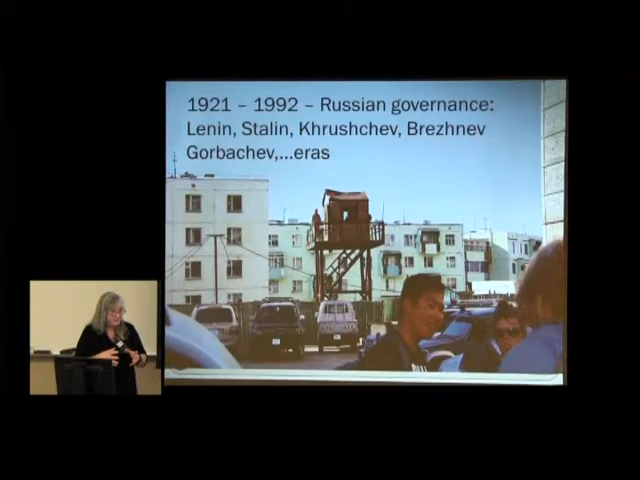 1921 – 1992 – Russian governance:
Lenin, Stalin, Khrushchev, Brezhnev
Gorbachev,...eras